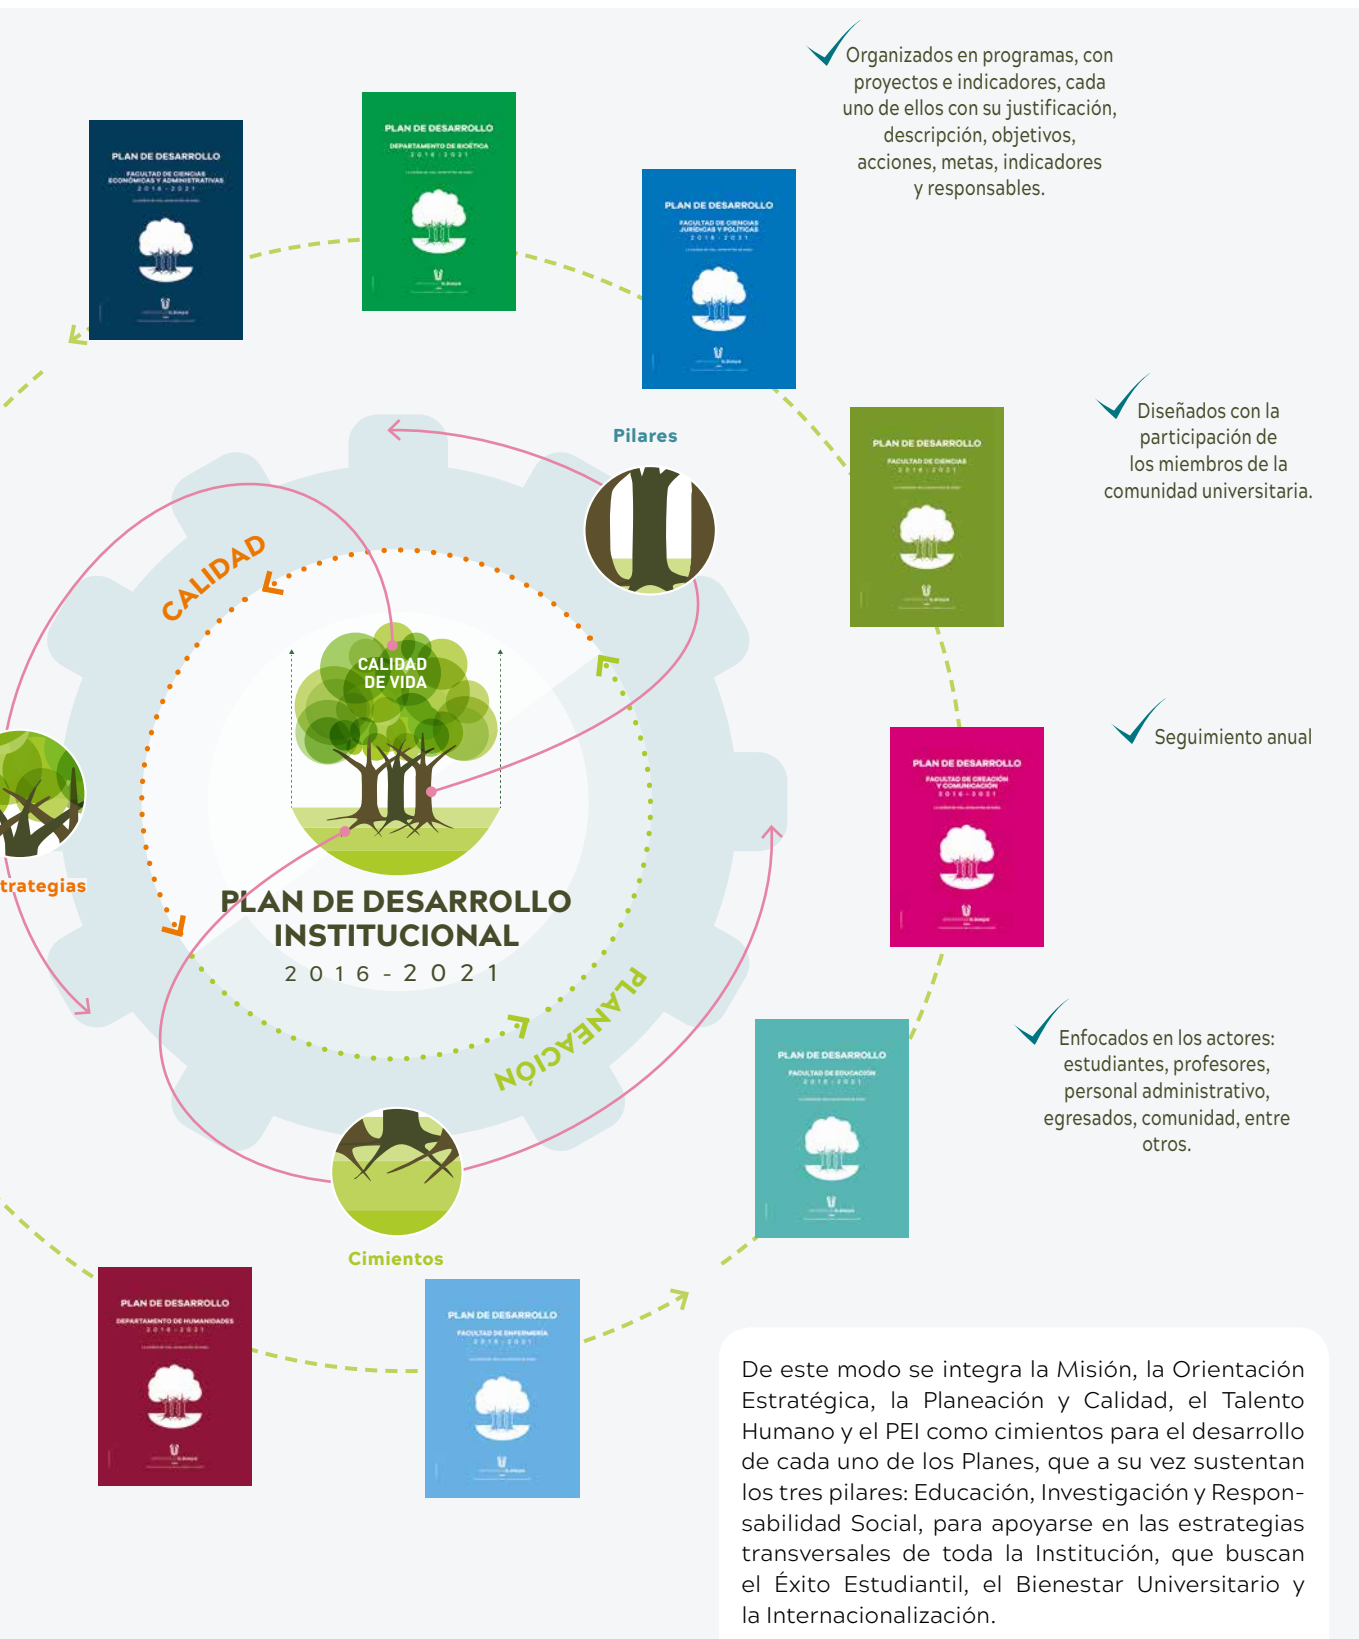 Organizados en programas, con
proyectos e indicadores, cada
uno de ellos con su justificación,
descripción, objetivos,
acciones, metas, indicadores
y responsables.
PLAN DE DESARROLLO
DEPARTAMENTO DE BIOÉTICA
2016-2021
PLAN DE DESARROLLO
FACULTAD DE CIENCIAS
ECONÓMICAS Y ADMINISTRATIVAS
2016-2021
PLAN DE DESARROLLO
FACULTAD DE CIENCIAS
JURÍDICAS Y POLÍTICAS
2016-2021
Diseñados con la
participación de
los miembros de la
comunidad universitaria.
PLAN DE DESARROLLO
FACULTAD DE CIENCIAS
2016-2021
Pilares
CALIDAD
CALIDAD
DE VIDA
Seguimiento anual
PLAN DE DESARROLLO
FACULTAD DE CREACIÓN
Y COMUNICACIÓN
2016-2021
trategias
PLAN DE DESARROLLO
INSTITUCIONAL
2016-2021
PLANEACIÓN
Enfocados en los actores:
estudiantes, profesores,
personal administrativo,
egresados, comunidad, entre
otros.
PLAN DE DESARROLLO
FACULTAD DE EDUCACIÓN
2016-2021
Cimientos
PLAN DE DESARROLLO
DEPARTAMENTO DE HUMANIDADES
2016-2021
PLAN DE DESARROLLO
FACULTAD DE ENFERMERÍA
2016-2021
De este modo se integra la Misión, la Orientación
Estratégica, la Planeación y Calidad, el Talento
Humano y el PEI como cimientos para el desarrollo
de cada uno de los Planes, que a su vez sustentan
los tres pilares: Educación, Investigación y Respon-
sabilidad Social, para apoyarse en las estrategias
transversales de toda la Institución, que buscan
el Éxito Estudiantil, el Bienestar Universitario y
la Internacionalización.